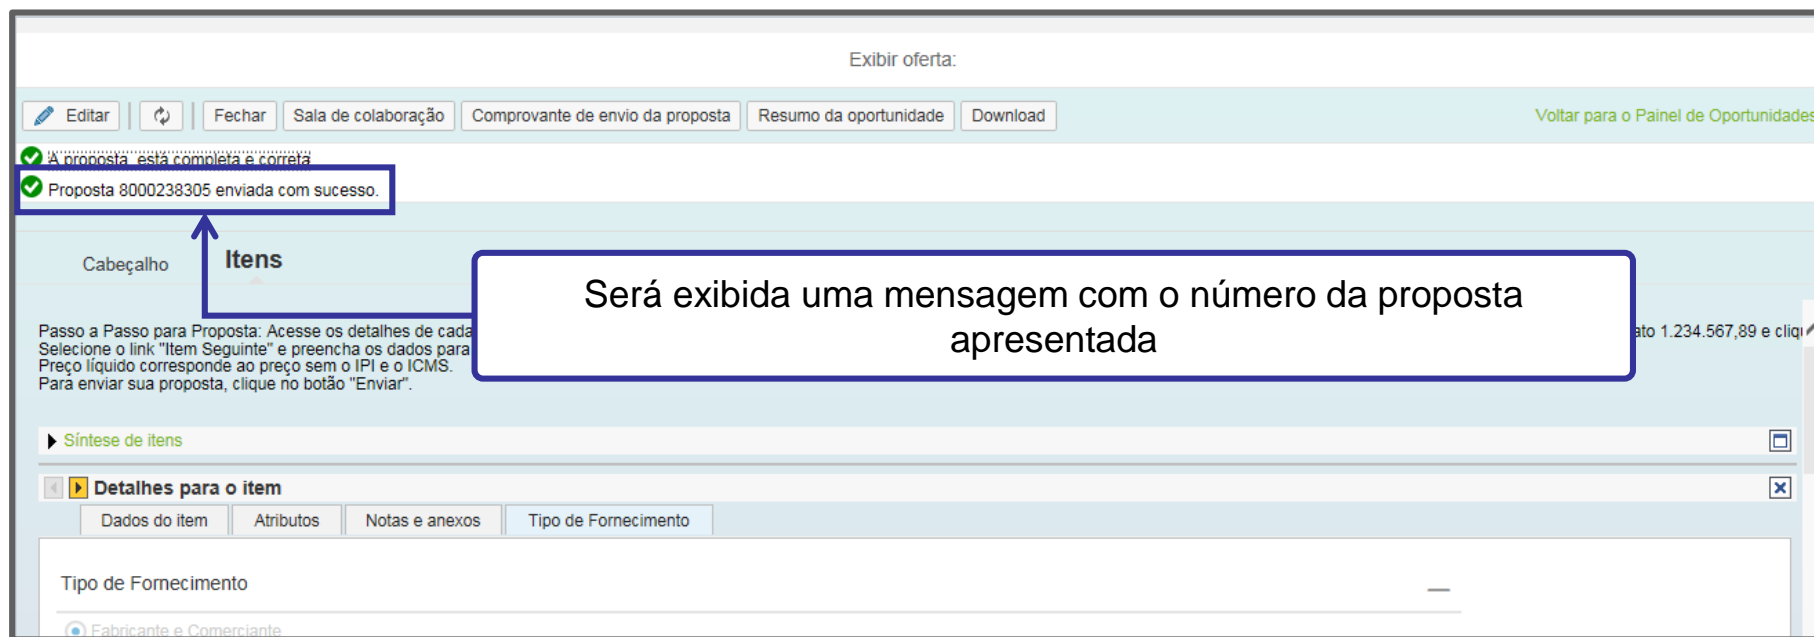 Exibir oferta:
Editar Fechar Sala de colaboração Comprovante de envio da proposta Resumo da oportunidade Download Voltar para o Painel de Oportunidades
A proposta está completa e correta
Proposta 8000238305 enviada com sucesso.
Cabeçalho Itens
Será exibida uma mensagem com o número da proposta
apresentada
Passo a Passo para Proposta: Acesse os detalhes de cada ato 1.234.567,89 e cliqu
Selecione o link "Item Seguinte" e preencha os dados para
Preço líquido corresponde ao preço sem o IPI e o ICMS.
Para enviar sua proposta, clique no botão "Enviar".
Síntese de itens
Detalhes para o item
Dados do item Atributos Notas e anexos Tipo de Fornecimento
Tipo de Fornecimento
Fabricante e Comerciante